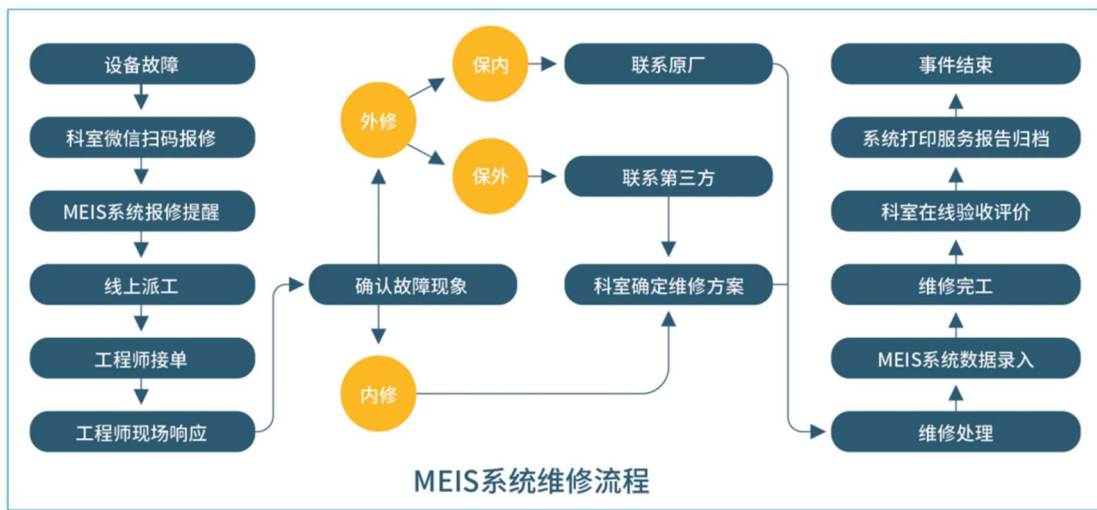 设备故障
科室微信扫码报修
MEIS系统报修提醒
线上派工
工程师接单
工程师现场响应
确认故障现象
外修
内修
保内
保外
联系原厂
联系第三方
科室确定维修方案
维修处理
MEIS系统数据录入
维修完工
科室在线验收评价
系统打印服务报告归档
事件结束
MEIS系统维修流程